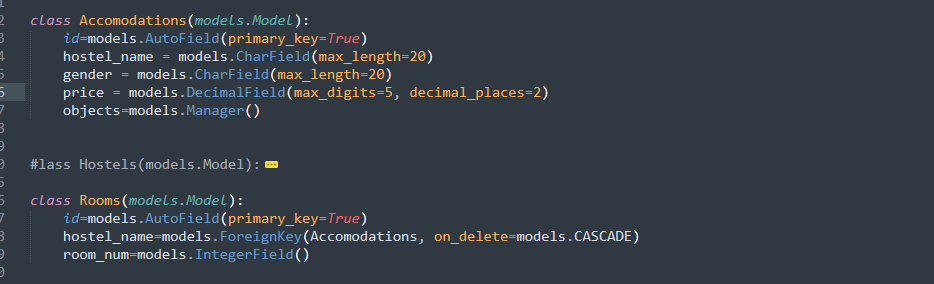 2 class Accomodations(models.Model):
3 id=models.AutoField(primary_key=True)
4 hostel_name = models.CharField(max_length=20)
5 gender = models.CharField(max_length=20)
6 price = models.DecimalField(max_digits=5, decimal_places=2)
7 objects=models.Manager()
8
9
0 #lass Hostels(models.Model):
5
6 class Rooms(models.Model):
7 id=models.AutoField(primary_key=True)
8 hostel_name=models.ForeignKey(Accomodations, on_delete=models.CASCADE)
9 room_num=models.IntegerField()
0